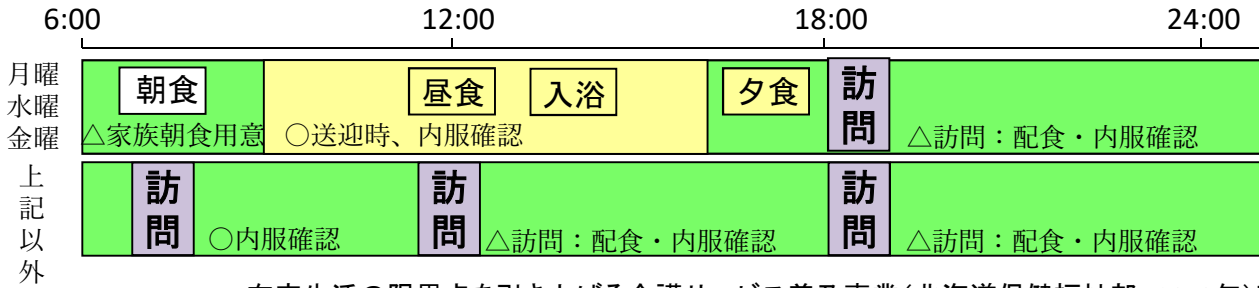 6:00 12:00 18:00 24:00
月曜
水曜
金曜
朝食 昼食 入浴 夕食 訪問
△家族朝食用意 ○送迎時、内服確認 △訪問：配食・内服確認
上記以外
訪問 訪問 訪問
○内服確認 △訪問：配食・内服確認 △訪問：配食・内服確認